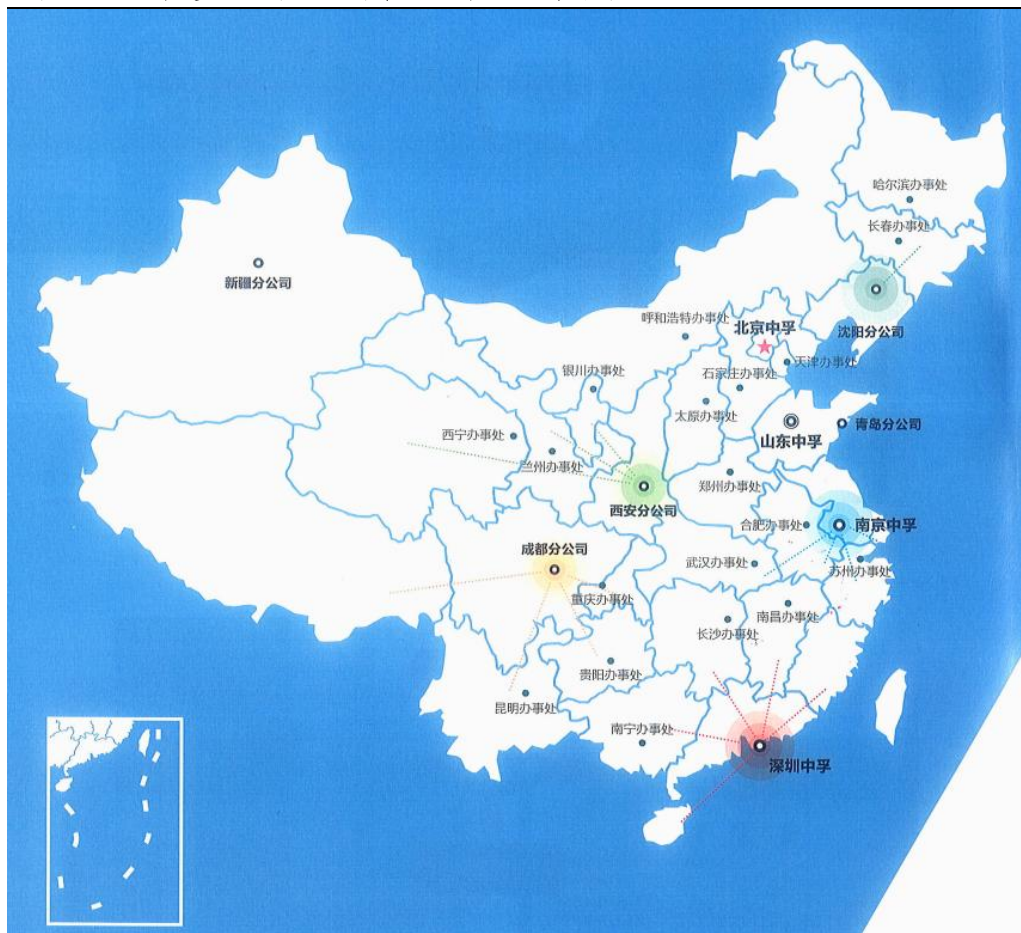 哈尔滨办事处
长春办事处
新疆分公司
呼和浩特办事处
北京中孚
沈阳分公司
天津办事处
银川办事处
石家庄办事处
太原办事处
青岛分公司
西宁办事处
山东中孚
兰州办事处
郑州办事处
西安分公司
合肥办事处
南京中孚
成都分公司
武汉办事处
苏州办事处
重庆办事处
南昌办事处
长沙办事处
贵阳办事处
昆明办事处
南宁办事处
深圳中孚